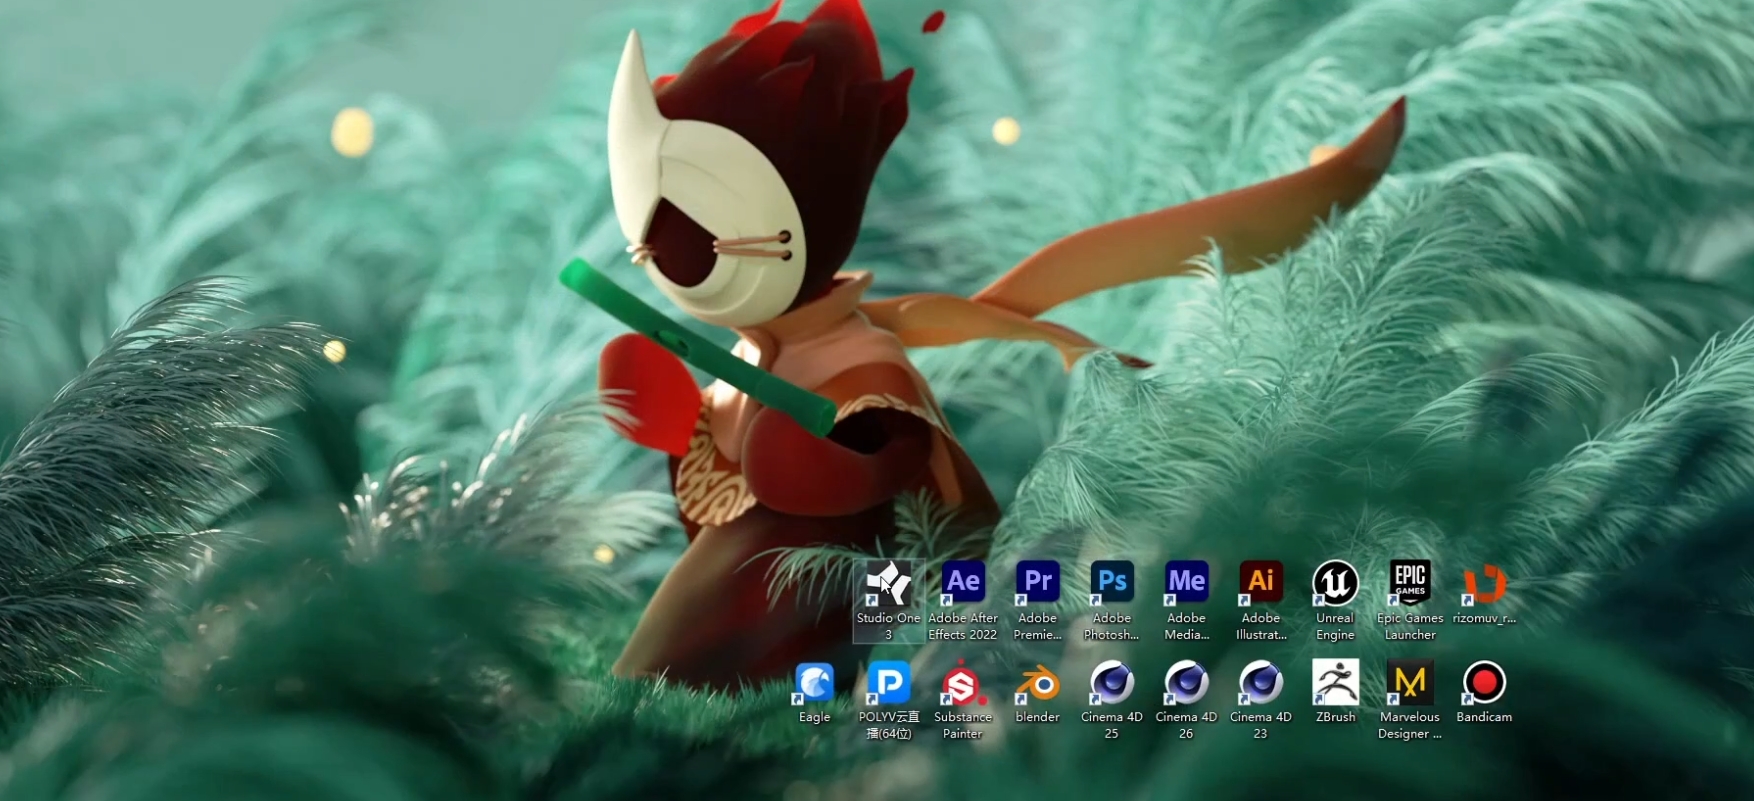 Ae
Pr
Ps
Me
Ai
EPIC
GAMES
Studio One
3
Adobe After
Effects 2022
Adobe
Premie...
Adobe
Photosh...
Adobe
Media...
Adobe
Illustrat...
Unreal
Engine
Epic Games
Launcher
rizomuv_r...
Eagle
POLYV云直
播(64位)
Substance
Painter
blender
Cinema 4D
25
Cinema 4D
26
Cinema 4D
23
ZBrush
Marvelous
Designer ...
Bandicam